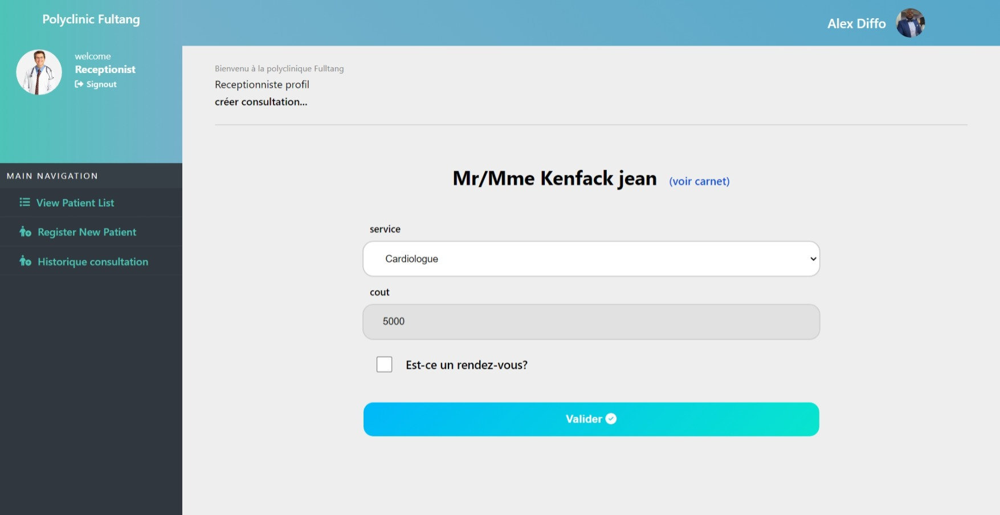 Polyclinic Fultang
Alex Diffo
welcome
Receptionist
Signout
Bienvenu à la polyclinique Fulltang
Receptionniste profil
créer consultation...
MAIN NAVIGATION
View Patient List
Register New Patient
Historique consultation
Mr/Mme Kenfack jean (voir carnet)
service
Cardiologue
cout
5000
Est-ce un rendez-vous?
Valider